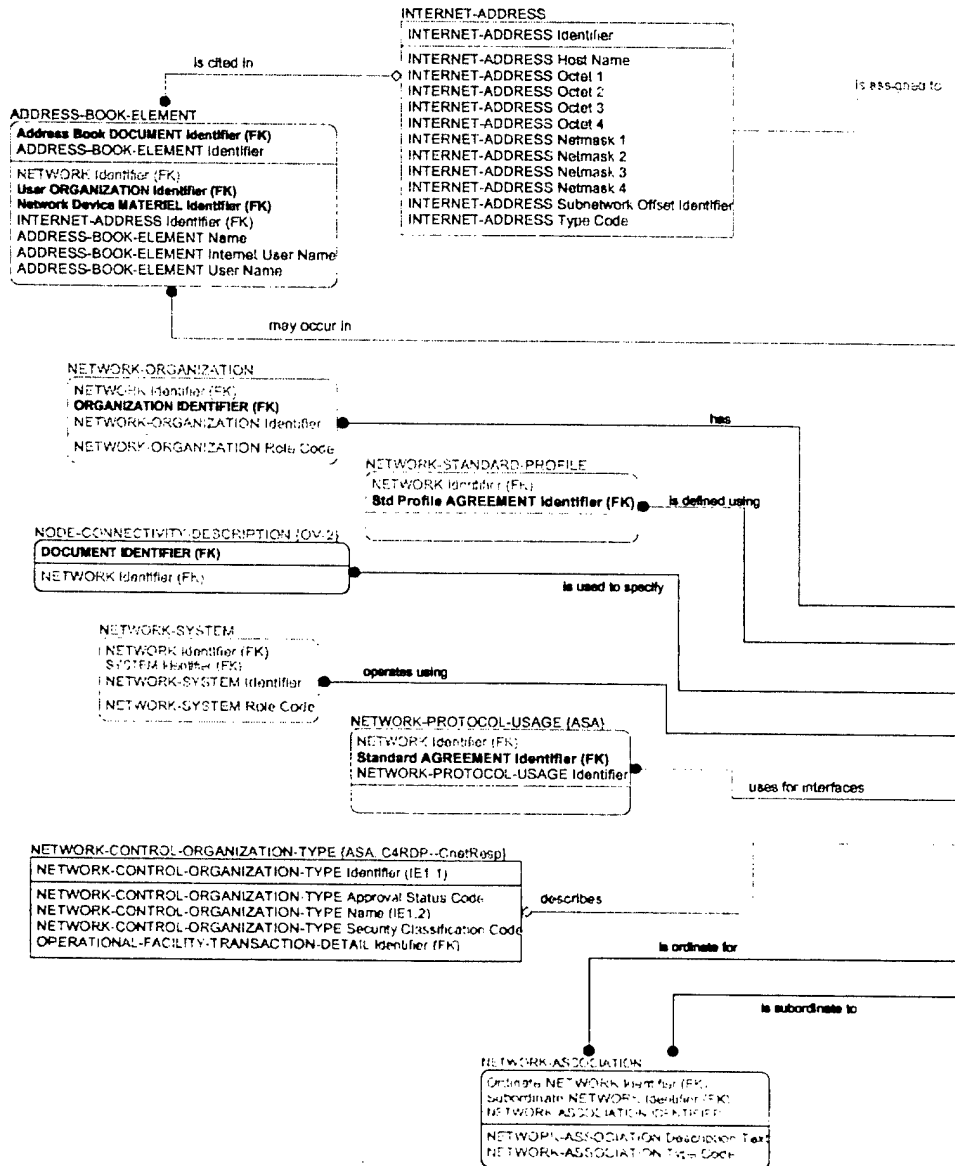 INTERNET-ADDRESS
INTERNET-ADDRESS Identifier
INTERNET-ADDRESS Host Name
INTERNET-ADDRESS Octet 1
INTERNET-ADDRESS Octet 2
INTERNET-ADDRESS Octet 3
INTERNET-ADDRESS Octet 4
INTERNET-ADDRESS Netmask 1
INTERNET-ADDRESS Netmask 2
INTERNET-ADDRESS Netmask 3
INTERNET-ADDRESS Netmask 4
INTERNET-ADDRESS Subnetwork Offset Identifier
INTERNET-ADDRESS Type Code
is cited in
is assigned to
ADDRESS-BOOK-ELEMENT
Address Book DOCUMENT Identifier (FK)
ADDRESS-BOOK-ELEMENT Identifier
NETWORK Identifier (FK)
User ORGANIZATION Identifier (FK)
Network Device MATERIEL Identifier (FK)
INTERNET-ADDRESS Identifier (FK)
ADDRESS-BOOK-ELEMENT Name
ADDRESS-BOOK-ELEMENT Internet User Name
ADDRESS-BOOK-ELEMENT User Name
may occur in
NETWORK-ORGANIZATION
NETWORK Identifier (FK)
ORGANIZATION IDENTIFIER (FK)
NETWORK-ORGANIZATION Identifier
NETWORK-ORGANIZATION Role Code
has
NETWORK-STANDARD-PROFILE
NETWORK Identifier (FK)
Std Profile AGREEMENT Identifier (FK)
is defined using
NODE-CONNECTIVITY-DESCRIPTION {OV-2}
DOCUMENT IDENTIFIER (FK)
NETWORK Identifier (FK)
is used to specify
NETWORK-SYSTEM
NETWORK Identifier (FK)
SYSTEM Identifier (FK)
NETWORK-SYSTEM Identifier
NETWORK-SYSTEM Role Code
operates using
NETWORK-PROTOCOL-USAGE {ASA}
NETWORK Identifier (FK)
Standard AGREEMENT Identifier (FK)
NETWORK-PROTOCOL-USAGE Identifier
uses for interfaces
NETWORK-CONTROL-ORGANIZATION-TYPE {ASA, C4RDP--CnetResp}
NETWORK-CONTROL-ORGANIZATION-TYPE Identifier (IE1.1)
NETWORK-CONTROL-ORGANIZATION-TYPE Approval Status Code
NETWORK-CONTROL-ORGANIZATION-TYPE Name (IE1.2)
NETWORK-CONTROL-ORGANIZATION-TYPE Security Classification Code
OPERATIONAL-FACILITY-TRANSACTION-DETAIL Identifier (FK)
describes
is ordinate for
is subordinate to
NETWORK-ASSOCIATION
Ordinate NETWORK Identifier (FK)
Subordinate NETWORK Identifier (FK)
NETWORK-ASSOCIATION IDENTIFIER
NETWORK-ASSOCIATION Description Text
NETWORK-ASSOCIATION Type Code